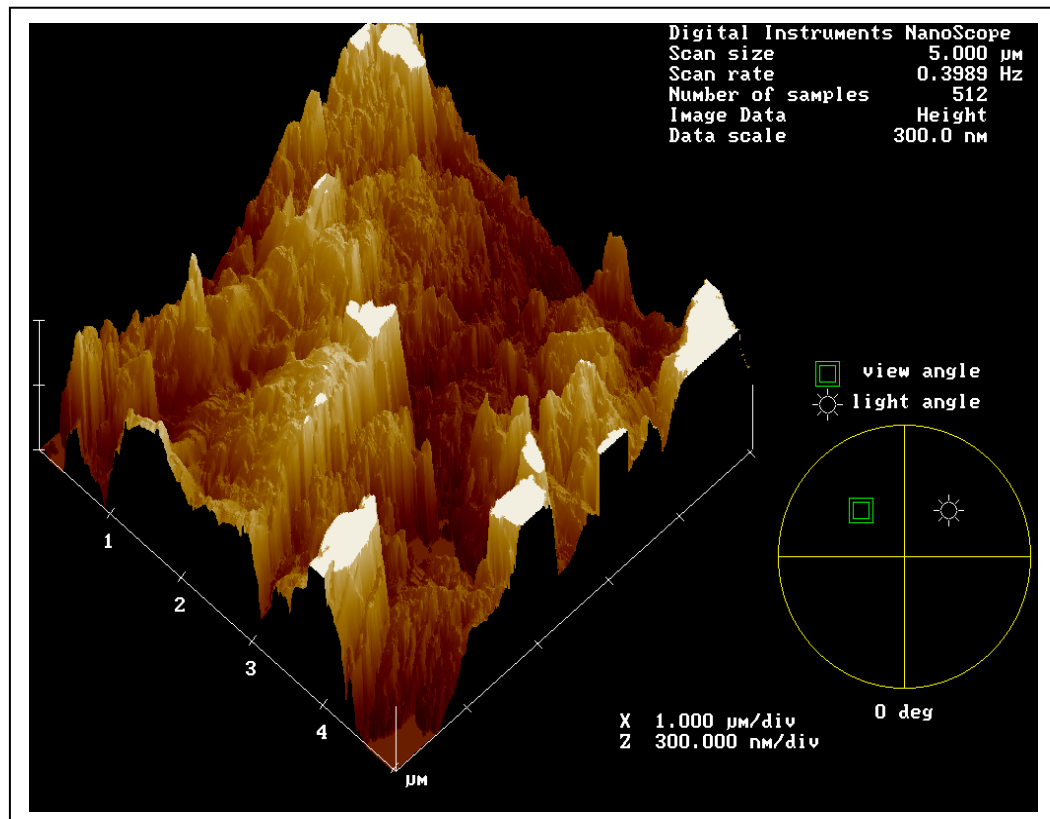 Digital Instruments NanoScope
Scan size 5.000 µm
Scan rate 0.3989 Hz
Number of samples 512
Image Data Height
Data scale 300.0 nm
view angle
light angle
1
2
3
4
µm
X 1.000 µm/div
Z 300.000 nm/div
0 deg